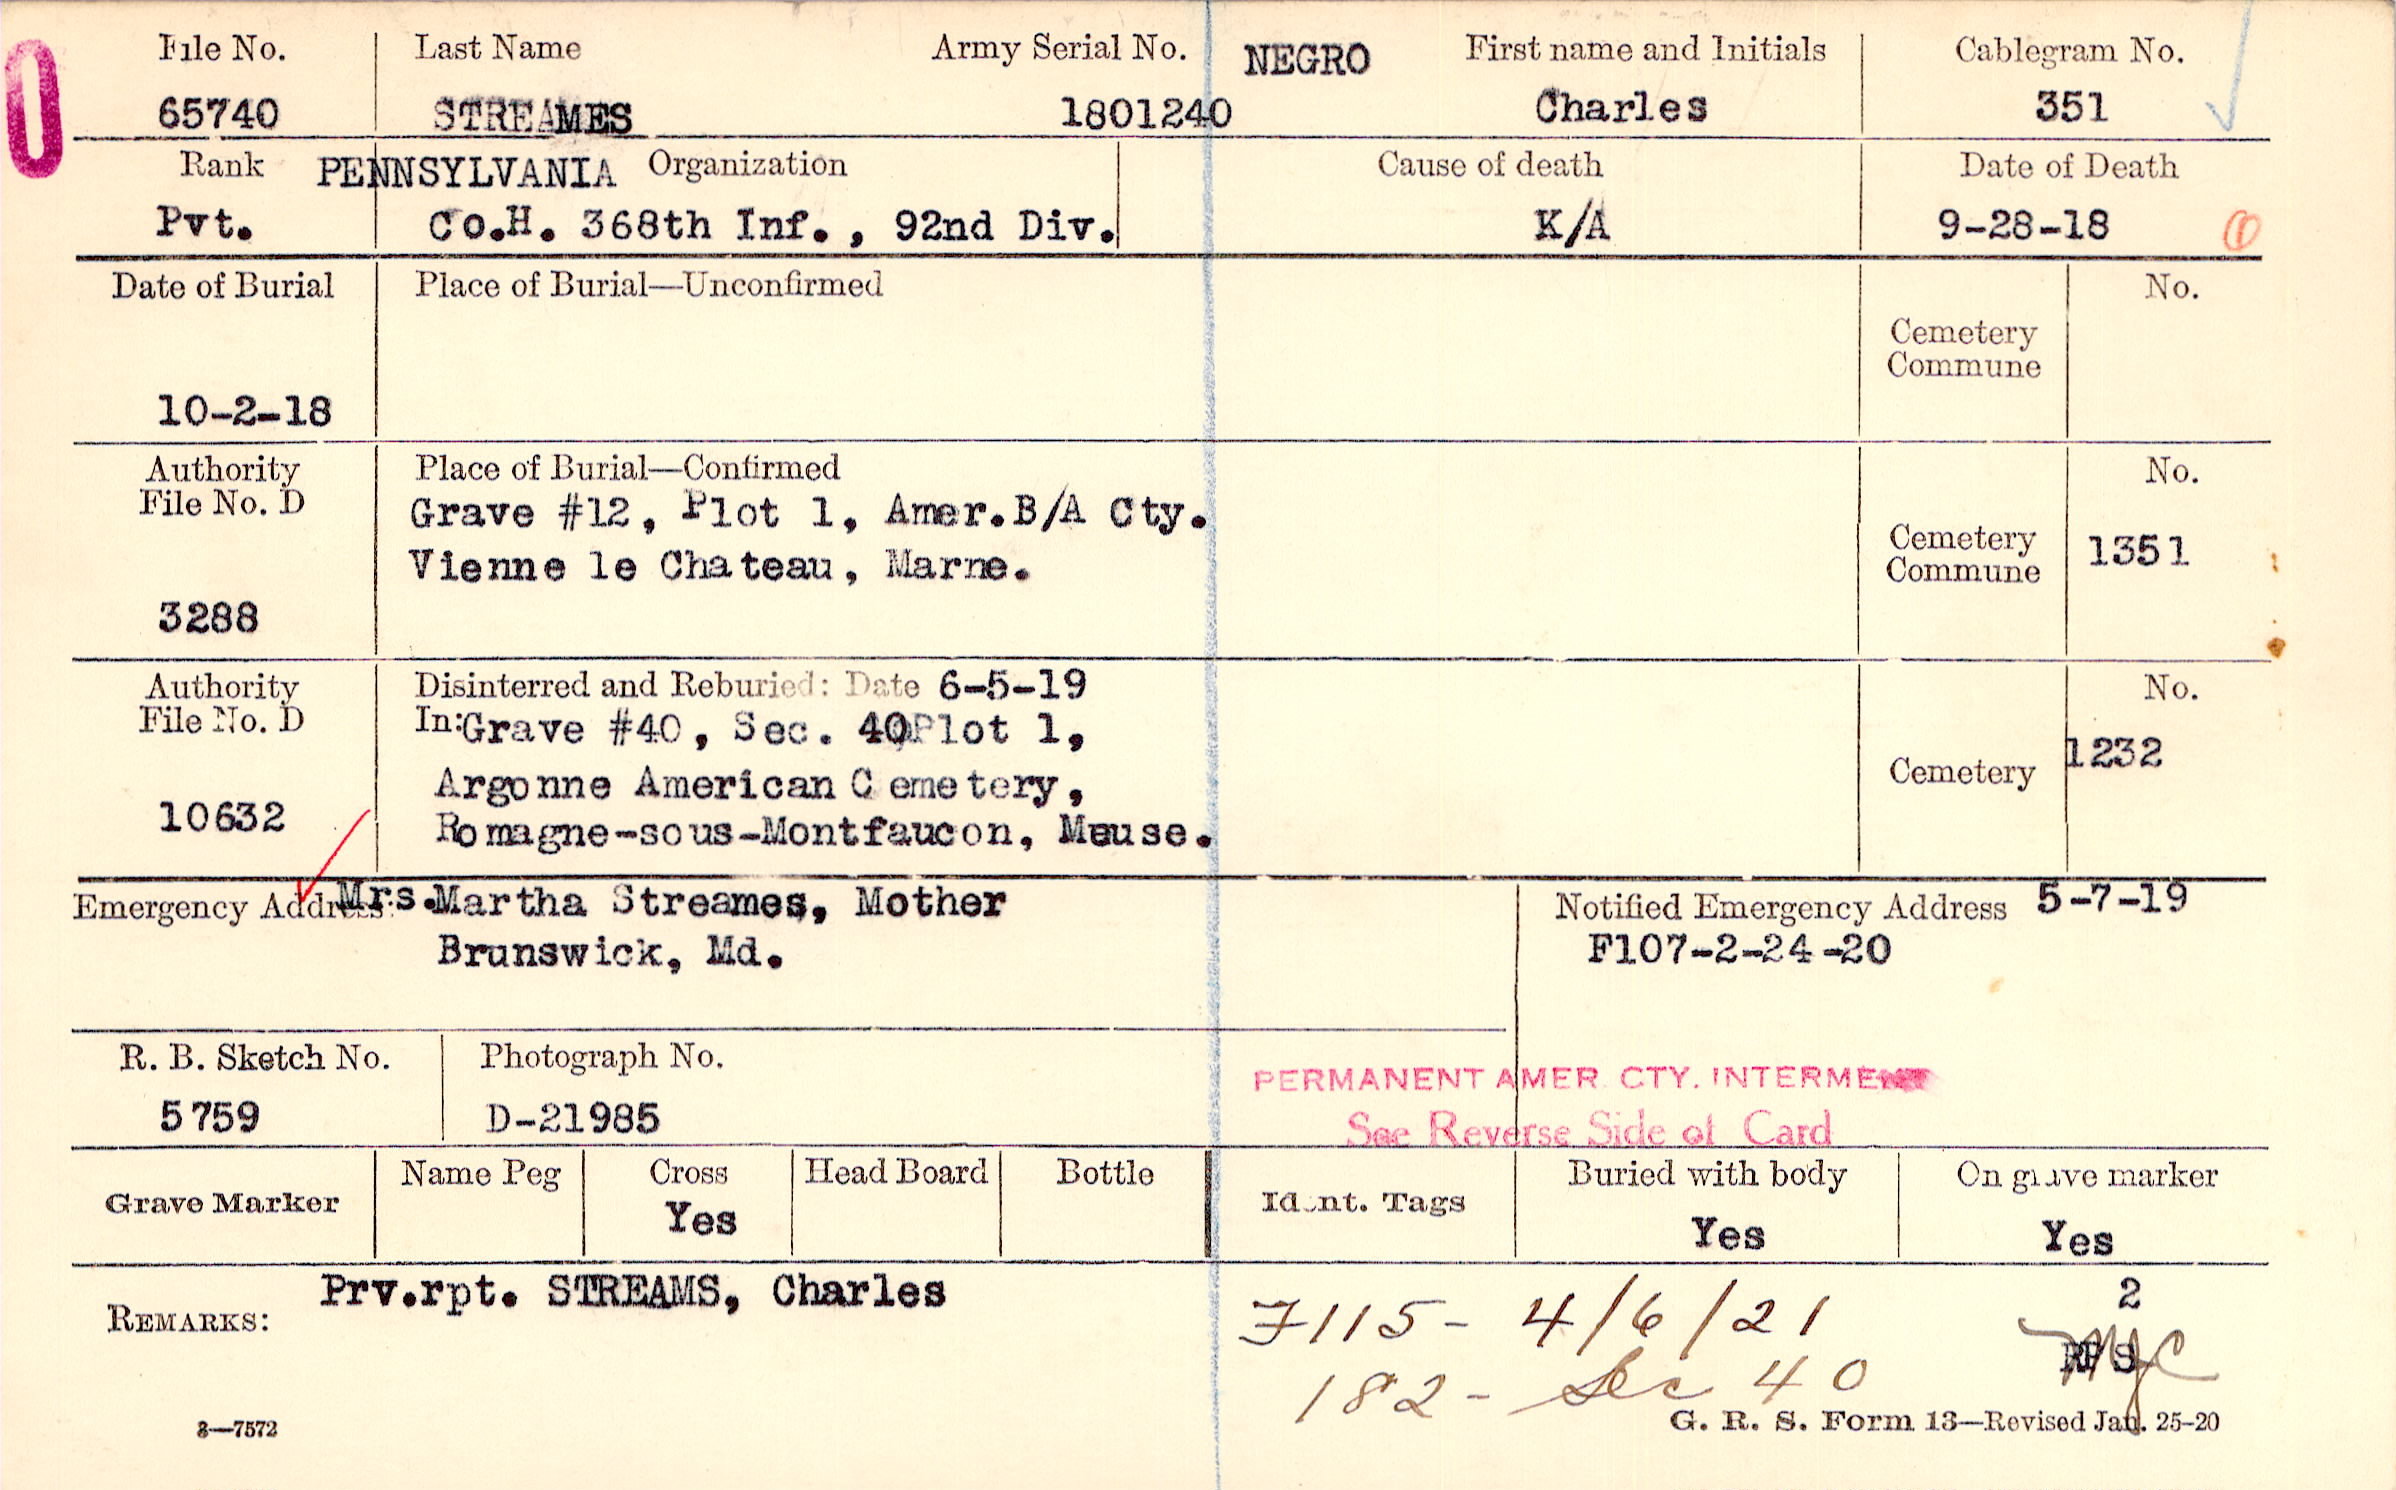 File No. Last Name Army Serial No. NEGRO First name and Initials Cablegram No.
65740 STREAMES 1801240 Charles 351
Rank PENNSYLVANIA Organization Cause of death Date of Death
Pvt. Co.H. 368th Inf., 92nd Div. K/A 9-28-18
Date of Burial Place of Burial—Unconfirmed No.
Cemetery
Commune
10-2-18
Authority Place of Burial—Confirmed No.
File No. D
Grave #12, Plot 1, Amer.B/A Cty.
Vienne le Chateau, Marne.
Cemetery
Commune 1351
3288
Authority Disinterred and Reburied: Date 6-5-19 No.
File No. D In: Grave #40, Sec. 40 Plot 1,
Cemetery 1232
Argonne American Cemetery,
10632
Romagne-sous-Montfaucon, Meuse.
Emergency Address: Mrs. Martha Streames, Mother
Brunswick, Md.
Notified Emergency Address 5-7-19
F107-2-24-20
R. B. Sketch No. Photograph No.
5759 D-21985
PERMANENT AMER. CTY. INTERMENT
See Reverse Side of Card
Grave Marker Name Peg Cross Head Board Bottle Ident. Tags Buried with body On grave marker
Yes Yes Yes
REMARKS: Prv.rpt. STREAMS, Charles
2
F115- 4/6/21
182- Sec 40
3—7572
G. R. S. Form 13—Revised Jan. 25-20